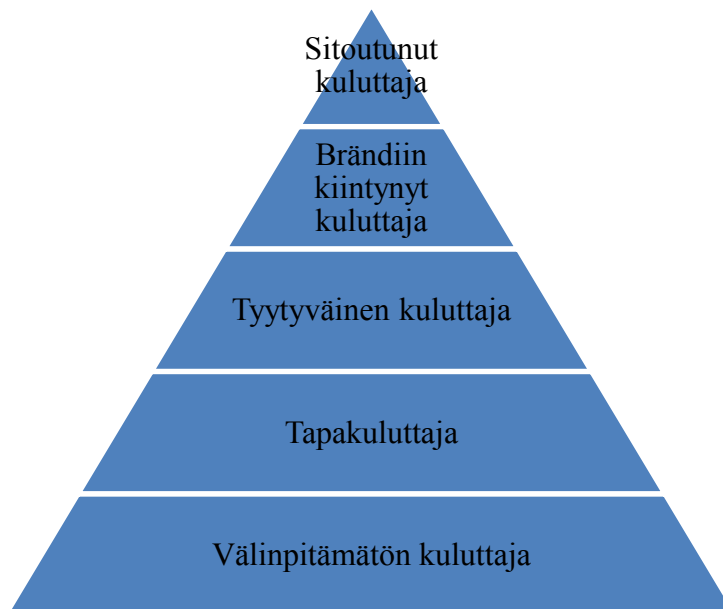 Sitoutunut
kuluttaja
Brändiin
kiintynyt
kuluttaja
Tyytyväinen kuluttaja
Tapakuluttaja
Välinpitämätön kuluttaja